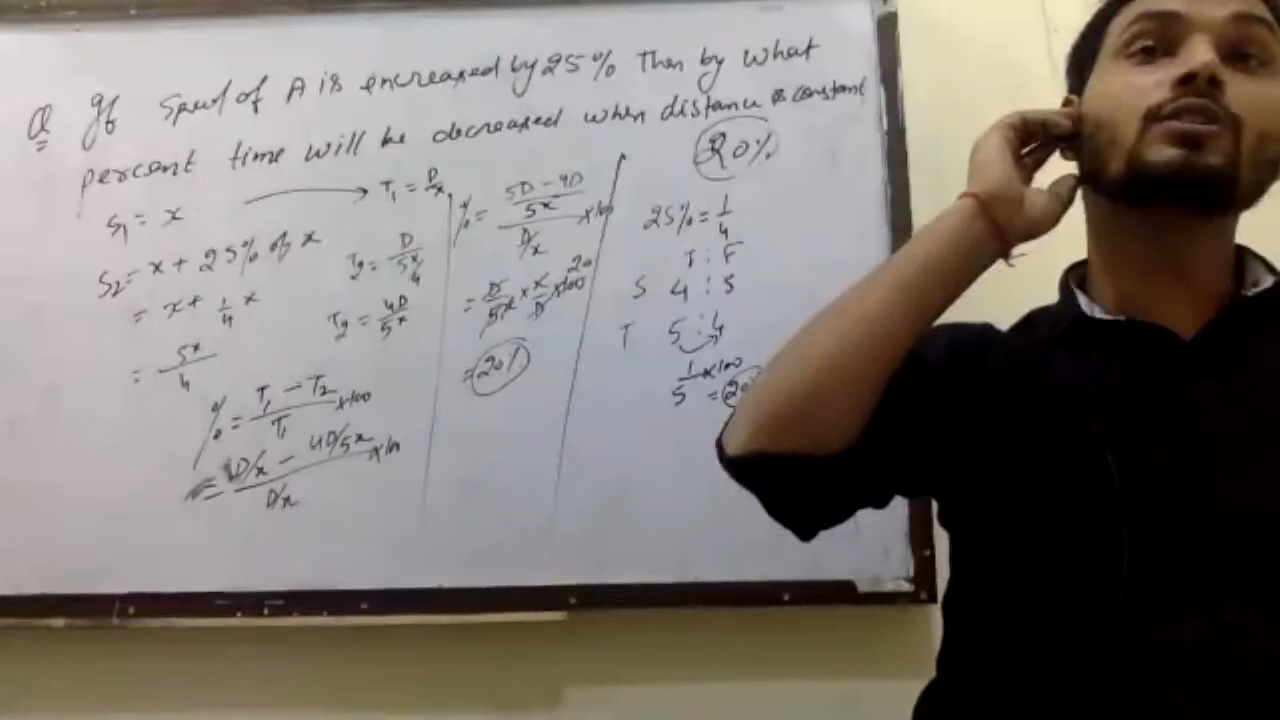 Q If Speed of A is encreased by 25% Then by what
percent time will be decreased when distance is constant
20%
S₁ = x → T₁ = D/x
S₂ = x + 25% of x
= x + 1/4 x
= 5x/4
T₂ = D/(5x/4)
T₂ = 4D/5x
% = (T₁ - T₂)/T₁ × 100
= (D/x - 4D/5x)/(D/x) × 100
% = ((5D - 4D)/5x)/(D/x) × 100
= D/5x × x/D × 100 20
= 20%
25% = 1/4
I : F
S 4 : 5
T 5 : 4
1/5 × 100
= 20